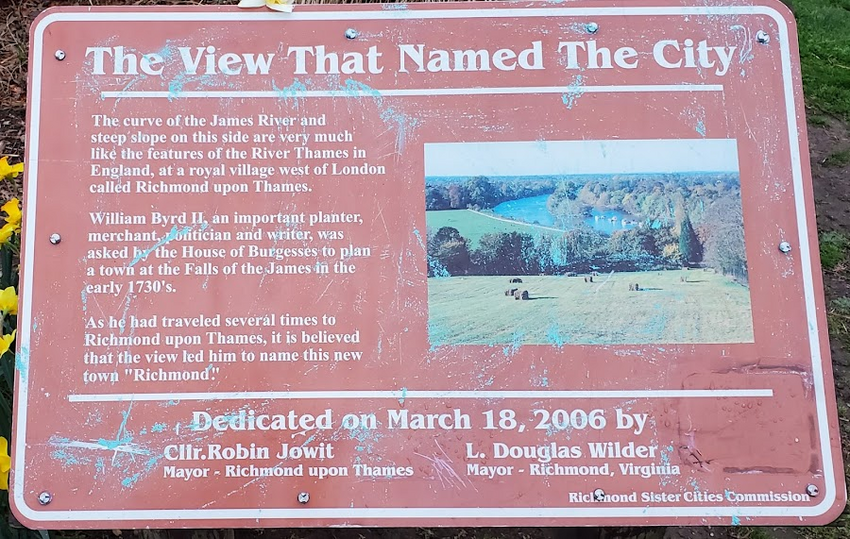 The View That Named The City
The curve of the James River and
steep slope on this side are very much
like the features of the River Thames in
England, at a royal village west of London
called Richmond upon Thames.
William Byrd II, an important planter,
merchant, politician and writer, was
asked by the House of Burgesses to plan
a town at the Falls of the James in the
early 1730's.
As he had traveled several times to
Richmond upon Thames, it is believed
that the view led him to name this new
town "Richmond."
Dedicated on March 18, 2006 by
Cllr.Robin Jowit
Mayor - Richmond upon Thames
L. Douglas Wilder
Mayor - Richmond, Virginia
Richmond Sister Cities Commission